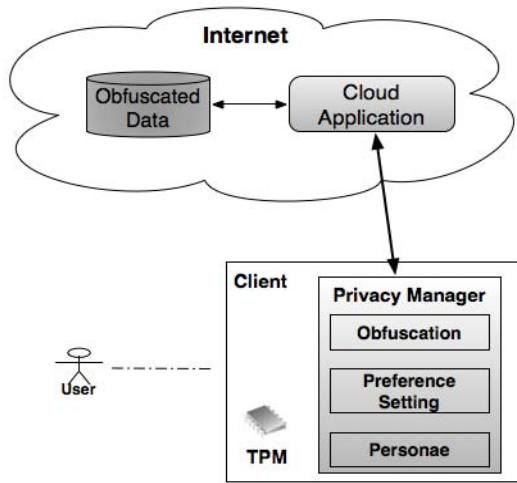 Internet
Obfuscated
Data
Cloud
Application
Client
Privacy Manager
Obfuscation
Preference
Setting
Personae
User
TPM